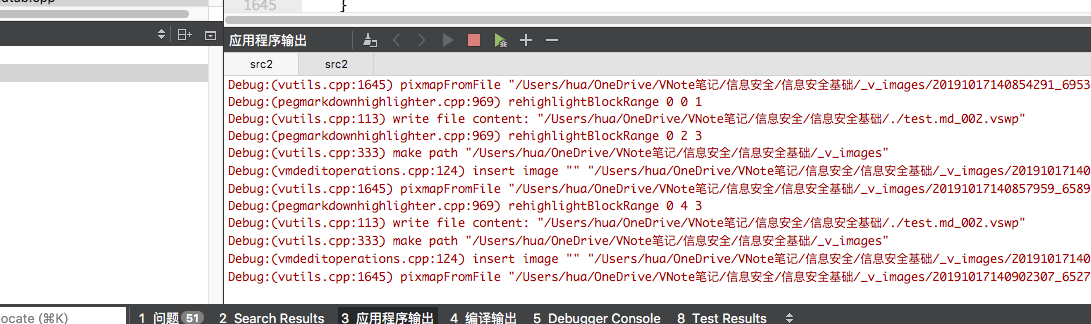 1645 }
应用程序输出
src2 src2
Debug:(vutils.cpp:1645) pixmapFromFile "/Users/hua/OneDrive/VNote笔记/信息安全/信息安全基础/_v_images/20191017140854291_6953
Debug:(pegmarkdownhighlighter.cpp:969) rehighlightBlockRange 0 0 1
Debug:(vutils.cpp:113) write file content: "/Users/hua/OneDrive/VNote笔记/信息安全/信息安全基础/./test.md_002.vswp"
Debug:(pegmarkdownhighlighter.cpp:969) rehighlightBlockRange 0 2 3
Debug:(vutils.cpp:333) make path "/Users/hua/OneDrive/VNote笔记/信息安全/信息安全基础/_v_images"
Debug:(vmdeditoperations.cpp:124) insert image "" "/Users/hua/OneDrive/VNote笔记/信息安全/信息安全基础/_v_images/20191017140
Debug:(vutils.cpp:1645) pixmapFromFile "/Users/hua/OneDrive/VNote笔记/信息安全/信息安全基础/_v_images/20191017140857959_6589
Debug:(pegmarkdownhighlighter.cpp:969) rehighlightBlockRange 0 4 3
Debug:(vutils.cpp:113) write file content: "/Users/hua/OneDrive/VNote笔记/信息安全/信息安全基础/./test.md_002.vswp"
Debug:(vutils.cpp:333) make path "/Users/hua/OneDrive/VNote笔记/信息安全/信息安全基础/_v_images"
Debug:(vmdeditoperations.cpp:124) insert image "" "/Users/hua/OneDrive/VNote笔记/信息安全/信息安全基础/_v_images/20191017140
Debug:(vutils.cpp:1645) pixmapFromFile "/Users/hua/OneDrive/VNote笔记/信息安全/信息安全基础/_v_images/20191017140902307_6527
ocate (⌘K) 1 问题 51 2 Search Results 3 应用程序输出 4 编译输出 5 Debugger Console 8 Test Results